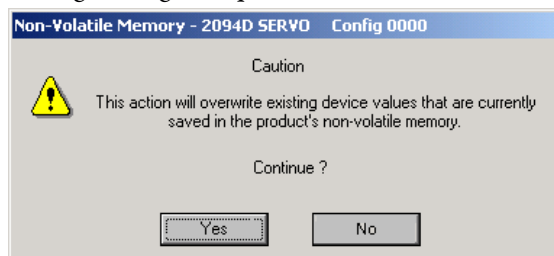 Non-Volatile Memory - 2094D SERVO Config 0000
Caution
This action will overwrite existing device values that are currently
saved in the product's non-volatile memory.
Continue ?
Yes No